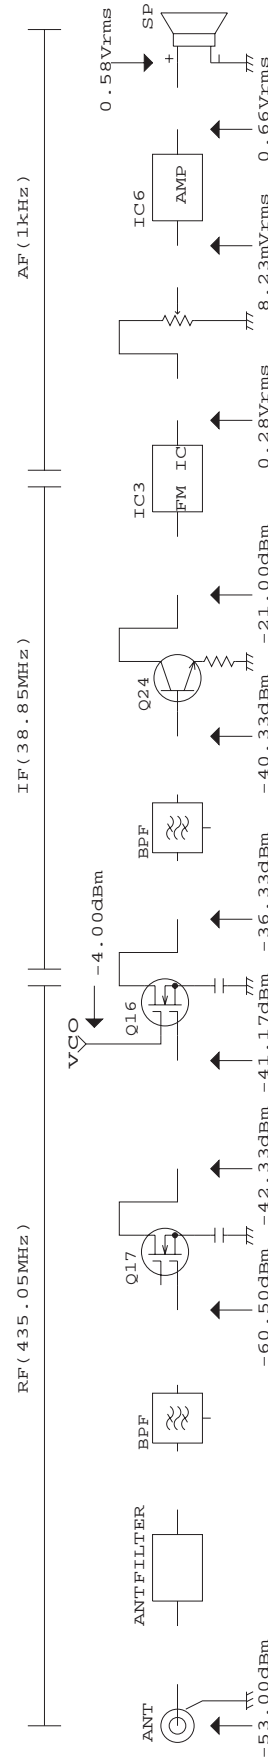 RF(435.05MHz)
IF(38.85MHz)
AF(1kHz)
VCO
-4.00dBm
0.58Vrms
ANT
ANTFILTER
BPF
Q17
Q16
BPF
Q24
IC3
FM IC
IC6
AMP
SP
+
-
-53.00dBm
-60.50dBm
-42.33dBm
-41.17dBm
-36.33dBm
-40.33dBm
-21.00dBm
0.28Vrms
8.23mVrms
0.66Vrms